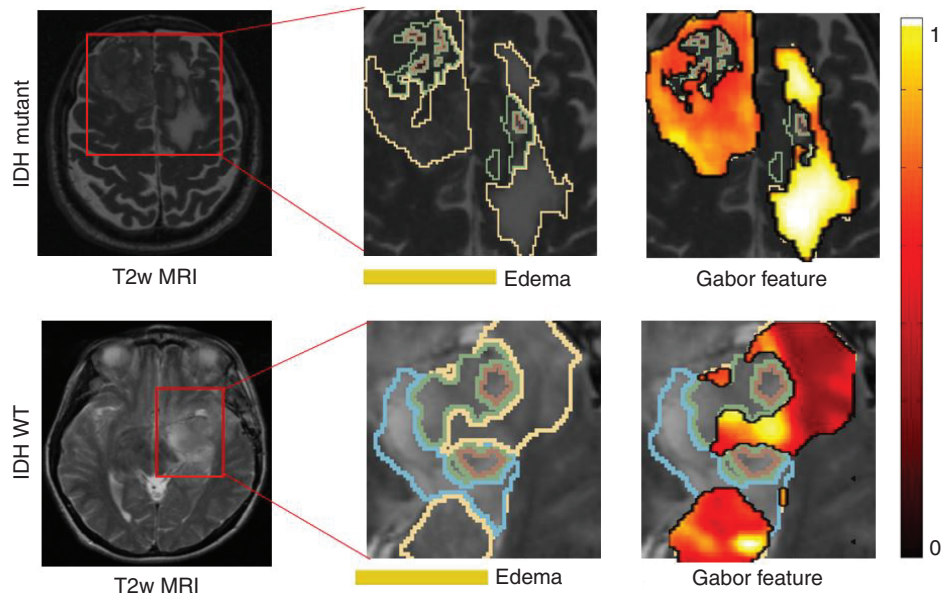 IDH mutant
T2w MRI
Edema
Gabor feature
1
0
IDH WT
T2w MRI
Edema
Gabor feature